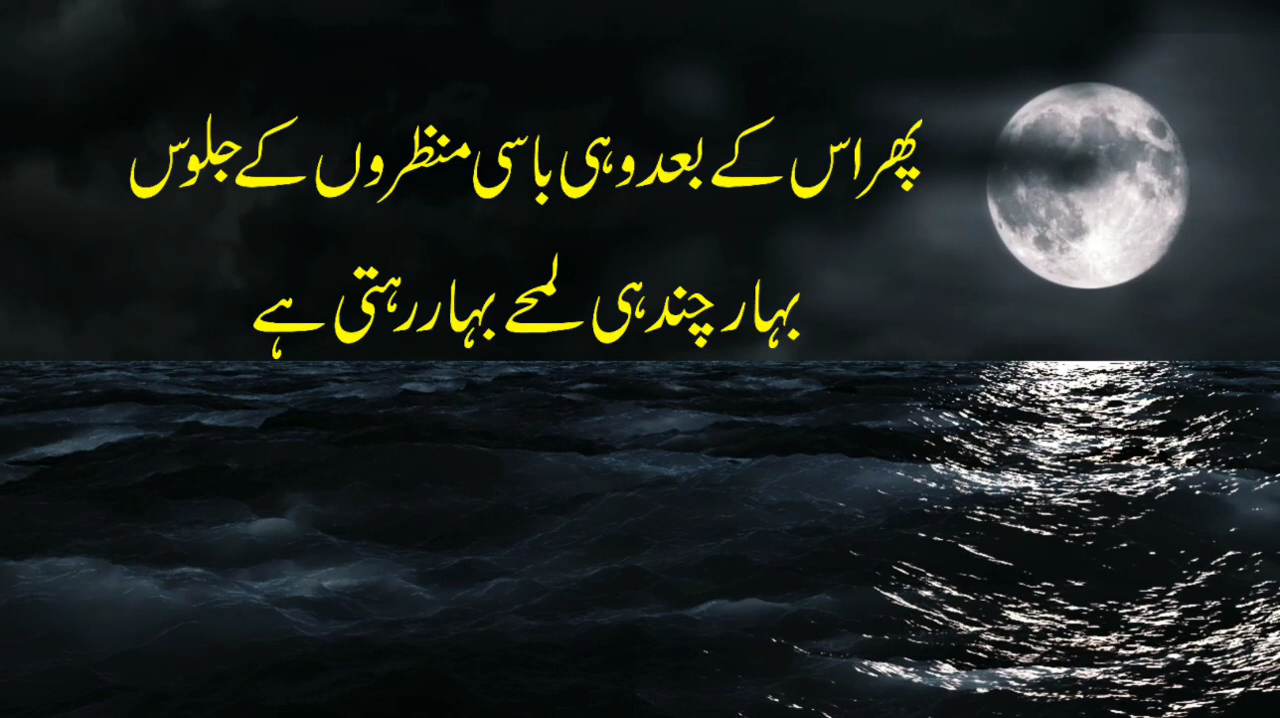 پھر اس کے بعد وہی باسی منظروں کے جلوس
بہار چند ہی لمحے بہار رہتی ہے